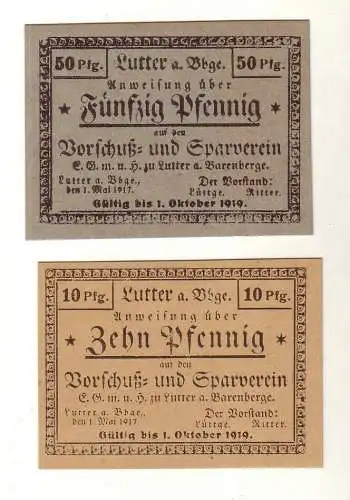 50 Pfg. Lutter a. Bbge. 50 Pfg.
Anweisung über
★ Fünfzig Pfennig ★
auf den
Vorschuß- und Sparverein
E. G. m. u. H. zu Lutter a. Barenberge.
Lutter a. Bbge., Der Vorstand:
den 1. Mai 1917. Lüttge. Ritter.
Gültig bis 1. Oktober 1919.
10 Pfg. Lutter a. Bbge. 10 Pfg.
Anweisung über
★ Zehn Pfennig ★
auf den
Vorschuß- und Sparverein
E. G. m. u. H. zu Lutter a. Barenberge.
Lutter a. Bbge., Der Vorstand:
den 1. Mai 1917 Lüttge. Ritter.
Gültig bis 1. Oktober 1919.